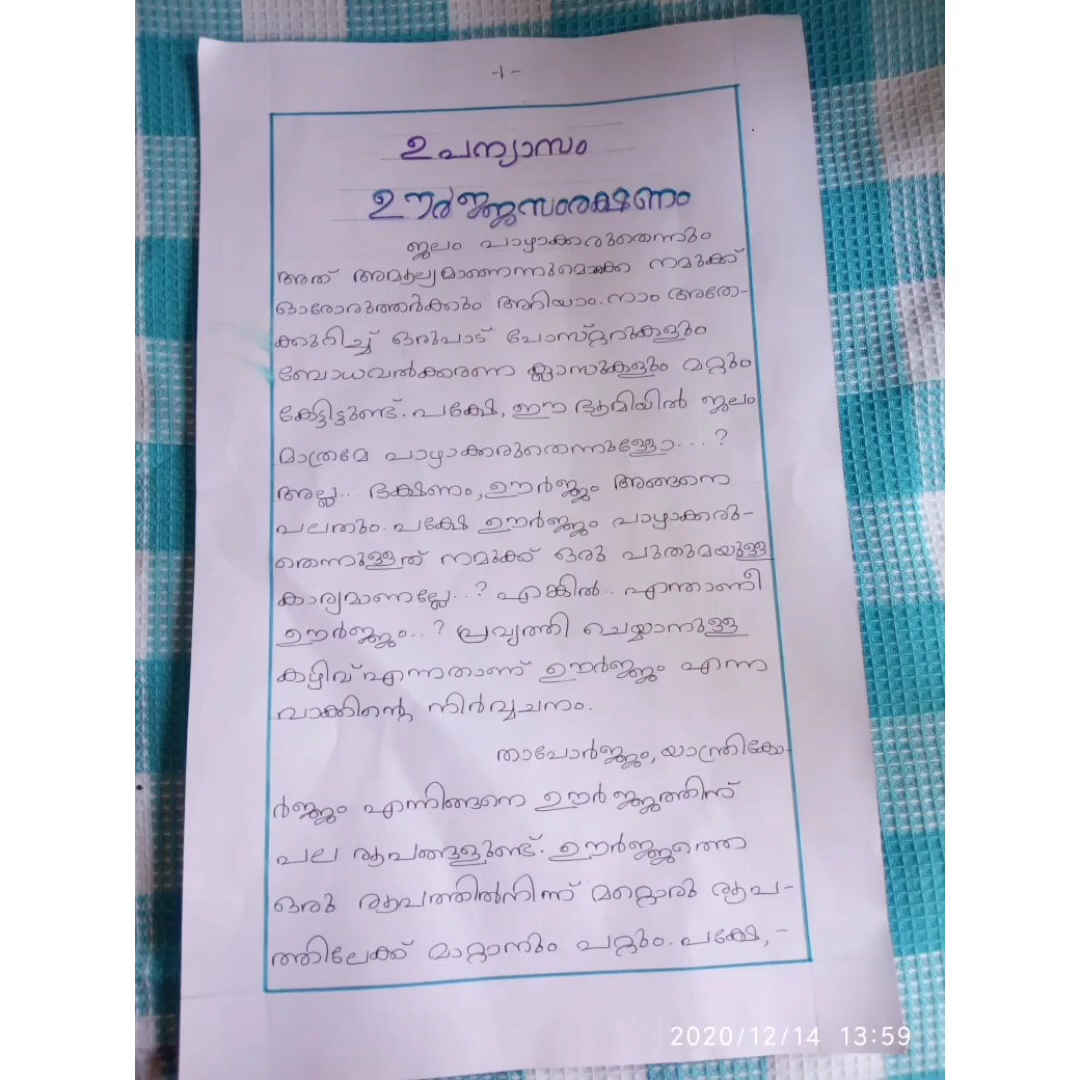 -1-
ഉപന്യാസം
ഊർജ്ജസംരക്ഷണം
ജലം പാഴാക്കരുതെന്നും
അത് അമൂല്യമാണന്നുമൊക്കെ നമുക്ക്
ഓരോരുത്തർക്കും അറിയാം. നാം അതേ-
ക്കുറിച്ച് ഒരുപാട് പോസ്റ്ററുകളും
ബോധവൽക്കരണ ക്ലാസുകളും മറ്റും
കേട്ടിട്ടുണ്ട്. പക്ഷേ, ഈ ഭൂമിയിൽ ജലം
മാത്രമേ പാഴാക്കരുതെന്നുള്ളോ...?
അല്ല... ഭക്ഷണം, ഊർജ്ജം അങ്ങനെ
പലതും. പക്ഷേ ഊർജ്ജം പാഴാക്കരു-
തെന്നുള്ളത് നമുക്ക് ഒരു പുതുമയുള്ള
കാര്യമാണല്ലേ...? എങ്കിൽ.. എന്താണീ
ഊർജ്ജം..? പ്രവൃത്തി ചെയ്യാനുള്ള
കഴിവ് എന്നതാണ് ഊർജ്ജം എന്ന
വാക്കിന്റെ നിർവ്വചനം.
താപോർജ്ജം, യാന്ത്രികോ-
ർജ്ജം എന്നിങ്ങനെ ഊർജ്ജത്തിന്
പല രൂപങ്ങളുണ്ട്. ഊർജ്ജത്തെ
ഒരു രൂപത്തിൽനിന്ന് മറ്റൊരു രൂപ-
ത്തിലേക്ക് മാറ്റാനും പറ്റും. പക്ഷേ, -
2020/12/14 13:59